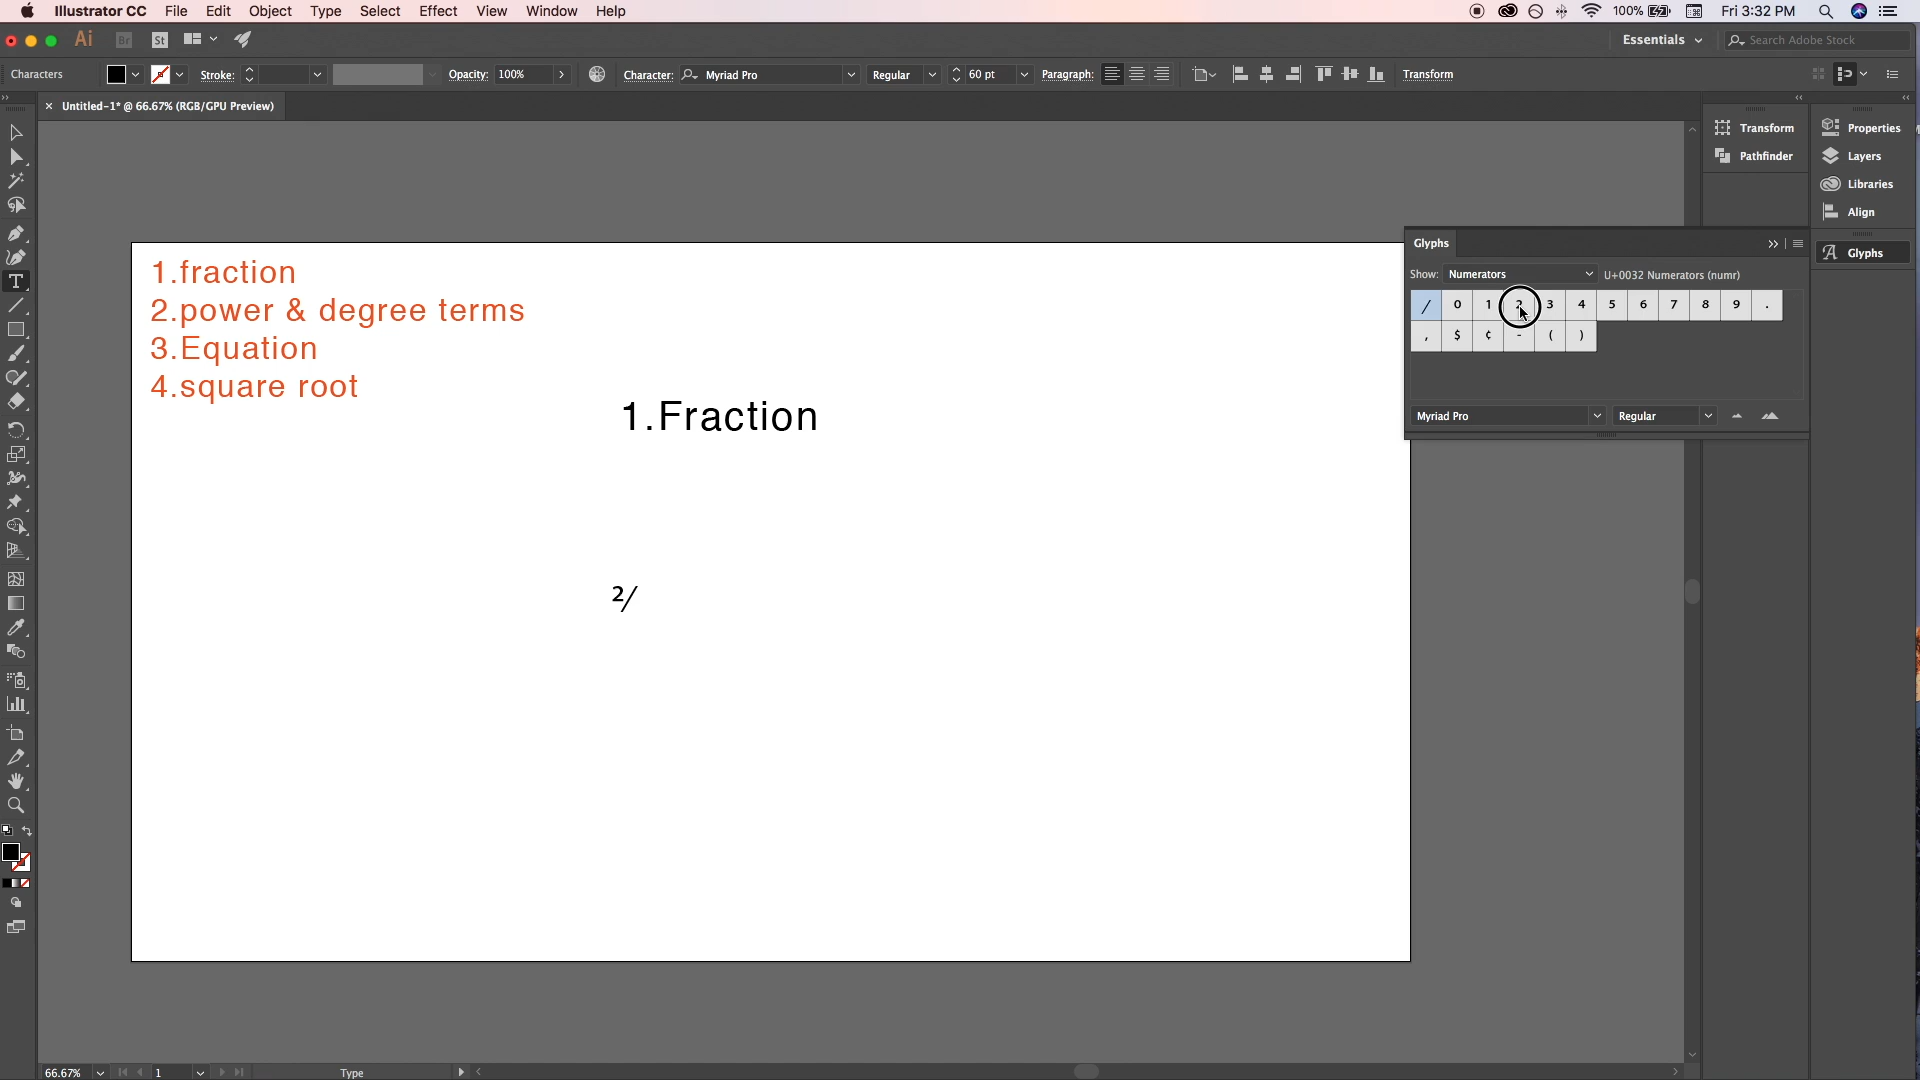 Illustrator CC File Edit Object Type Select Effect View Window Help
100% Fri 3:32 PM
Ai Br St Essentials Search Adobe Stock
Characters Stroke: Opacity: 100% Character: Myriad Pro Regular 60 pt Paragraph: Transform
× Untitled-1* @ 66.67% (RGB/GPU Preview)
Transform
Pathfinder
Properties
Layers
Libraries
Align
Glyphs
Glyphs
Show: Numerators U+0032 Numerators (numr)
⁄ 0 1 2 3 4 5 6 7 8 9 .
, $ ¢ - ( )
Myriad Pro Regular
1.fraction
2.power & degree terms
3.Equation
4.square root
1.Fraction
²⁄
66.67% 1 Type